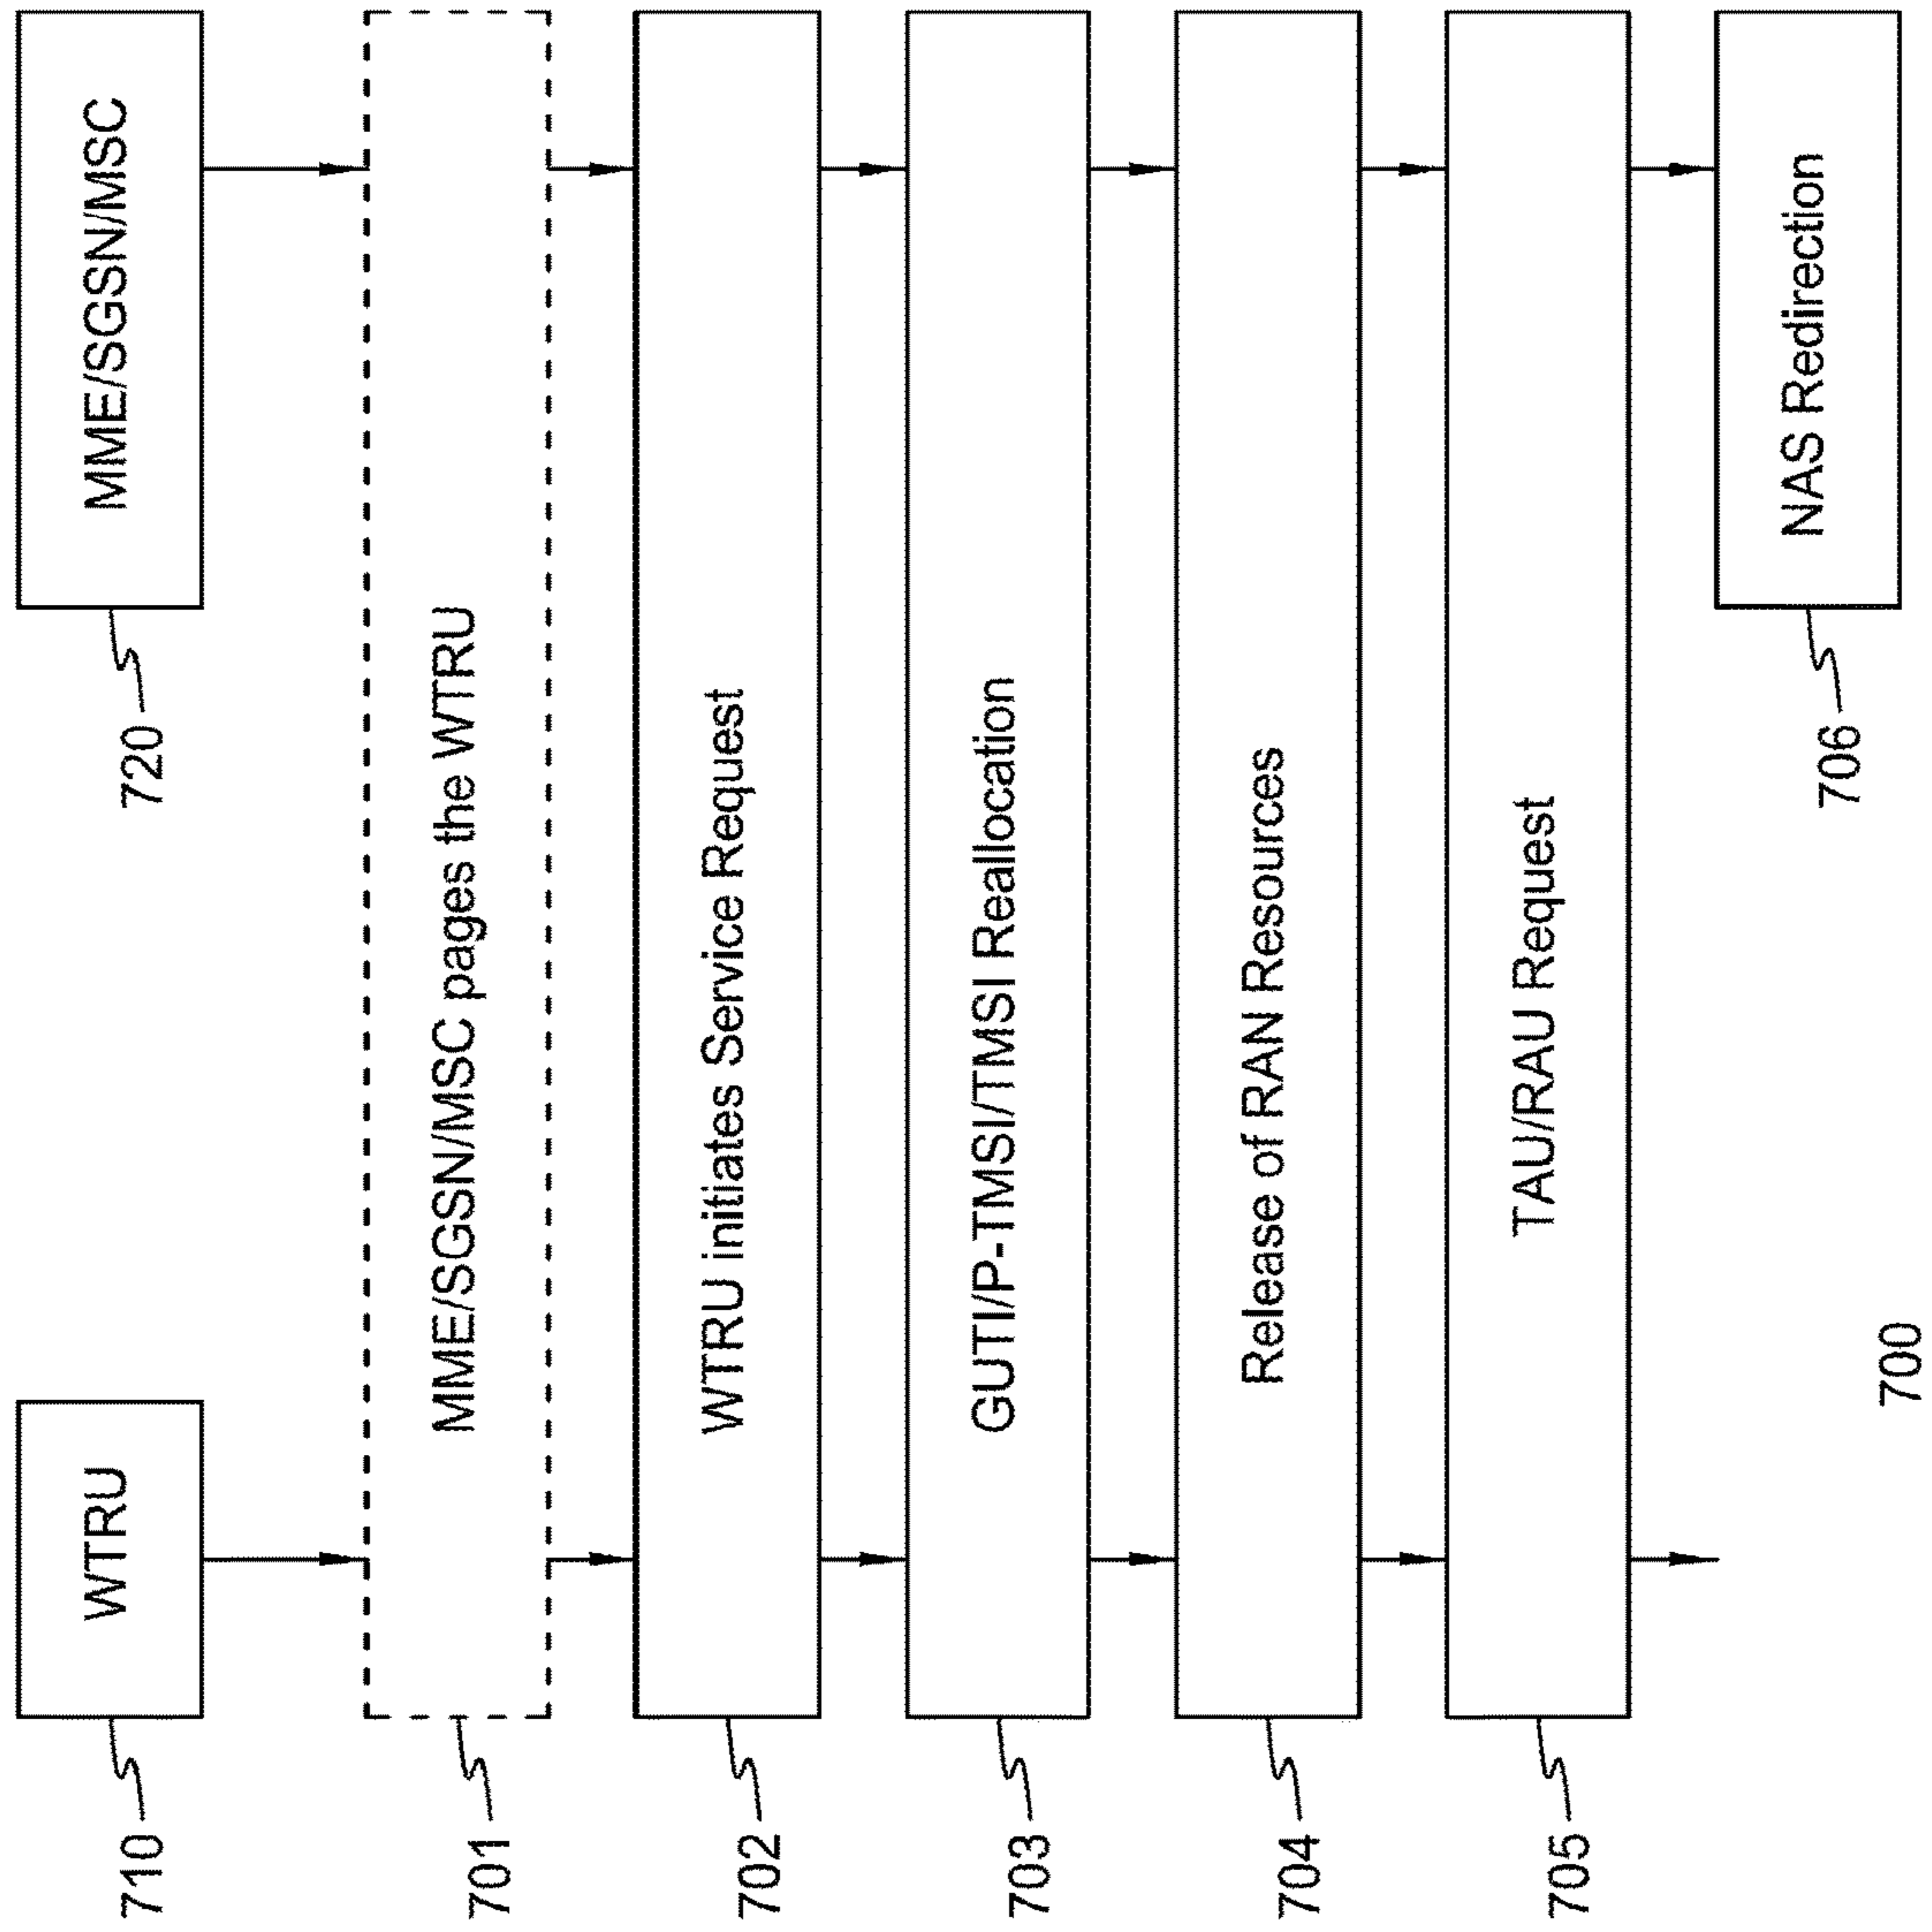 WTRU
MME/SGSN/MSC
710
720
MME/SGSN/MSC pages the WTRU
701
WTRU initiates Service Request
702
GUTI/P-TMSI/TMSI Reallocation
703
Release of RAN Resources
704
TAU/RAU Request
705
NAS Redirection
706
700